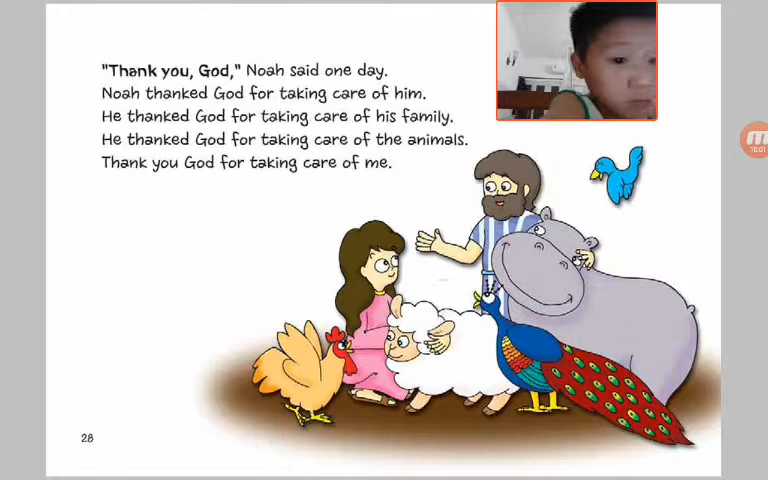 "Thank you, God," Noah said one day.
Noah thanked God for taking care of him.
He thanked God for taking care of his family.
He thanked God for taking care of the animals.
Thank you God for taking care of me.
28
10:01